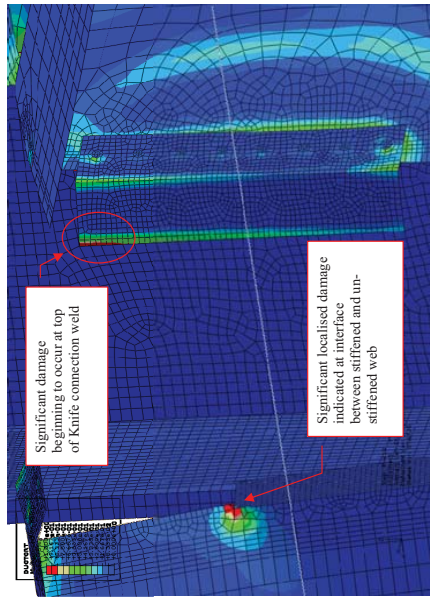 Significant damage
beginning to occur at top
of Knife connection weld
Significant localised damage
indicated at interface
between stiffened and un-
stiffened web
DUCTCRT